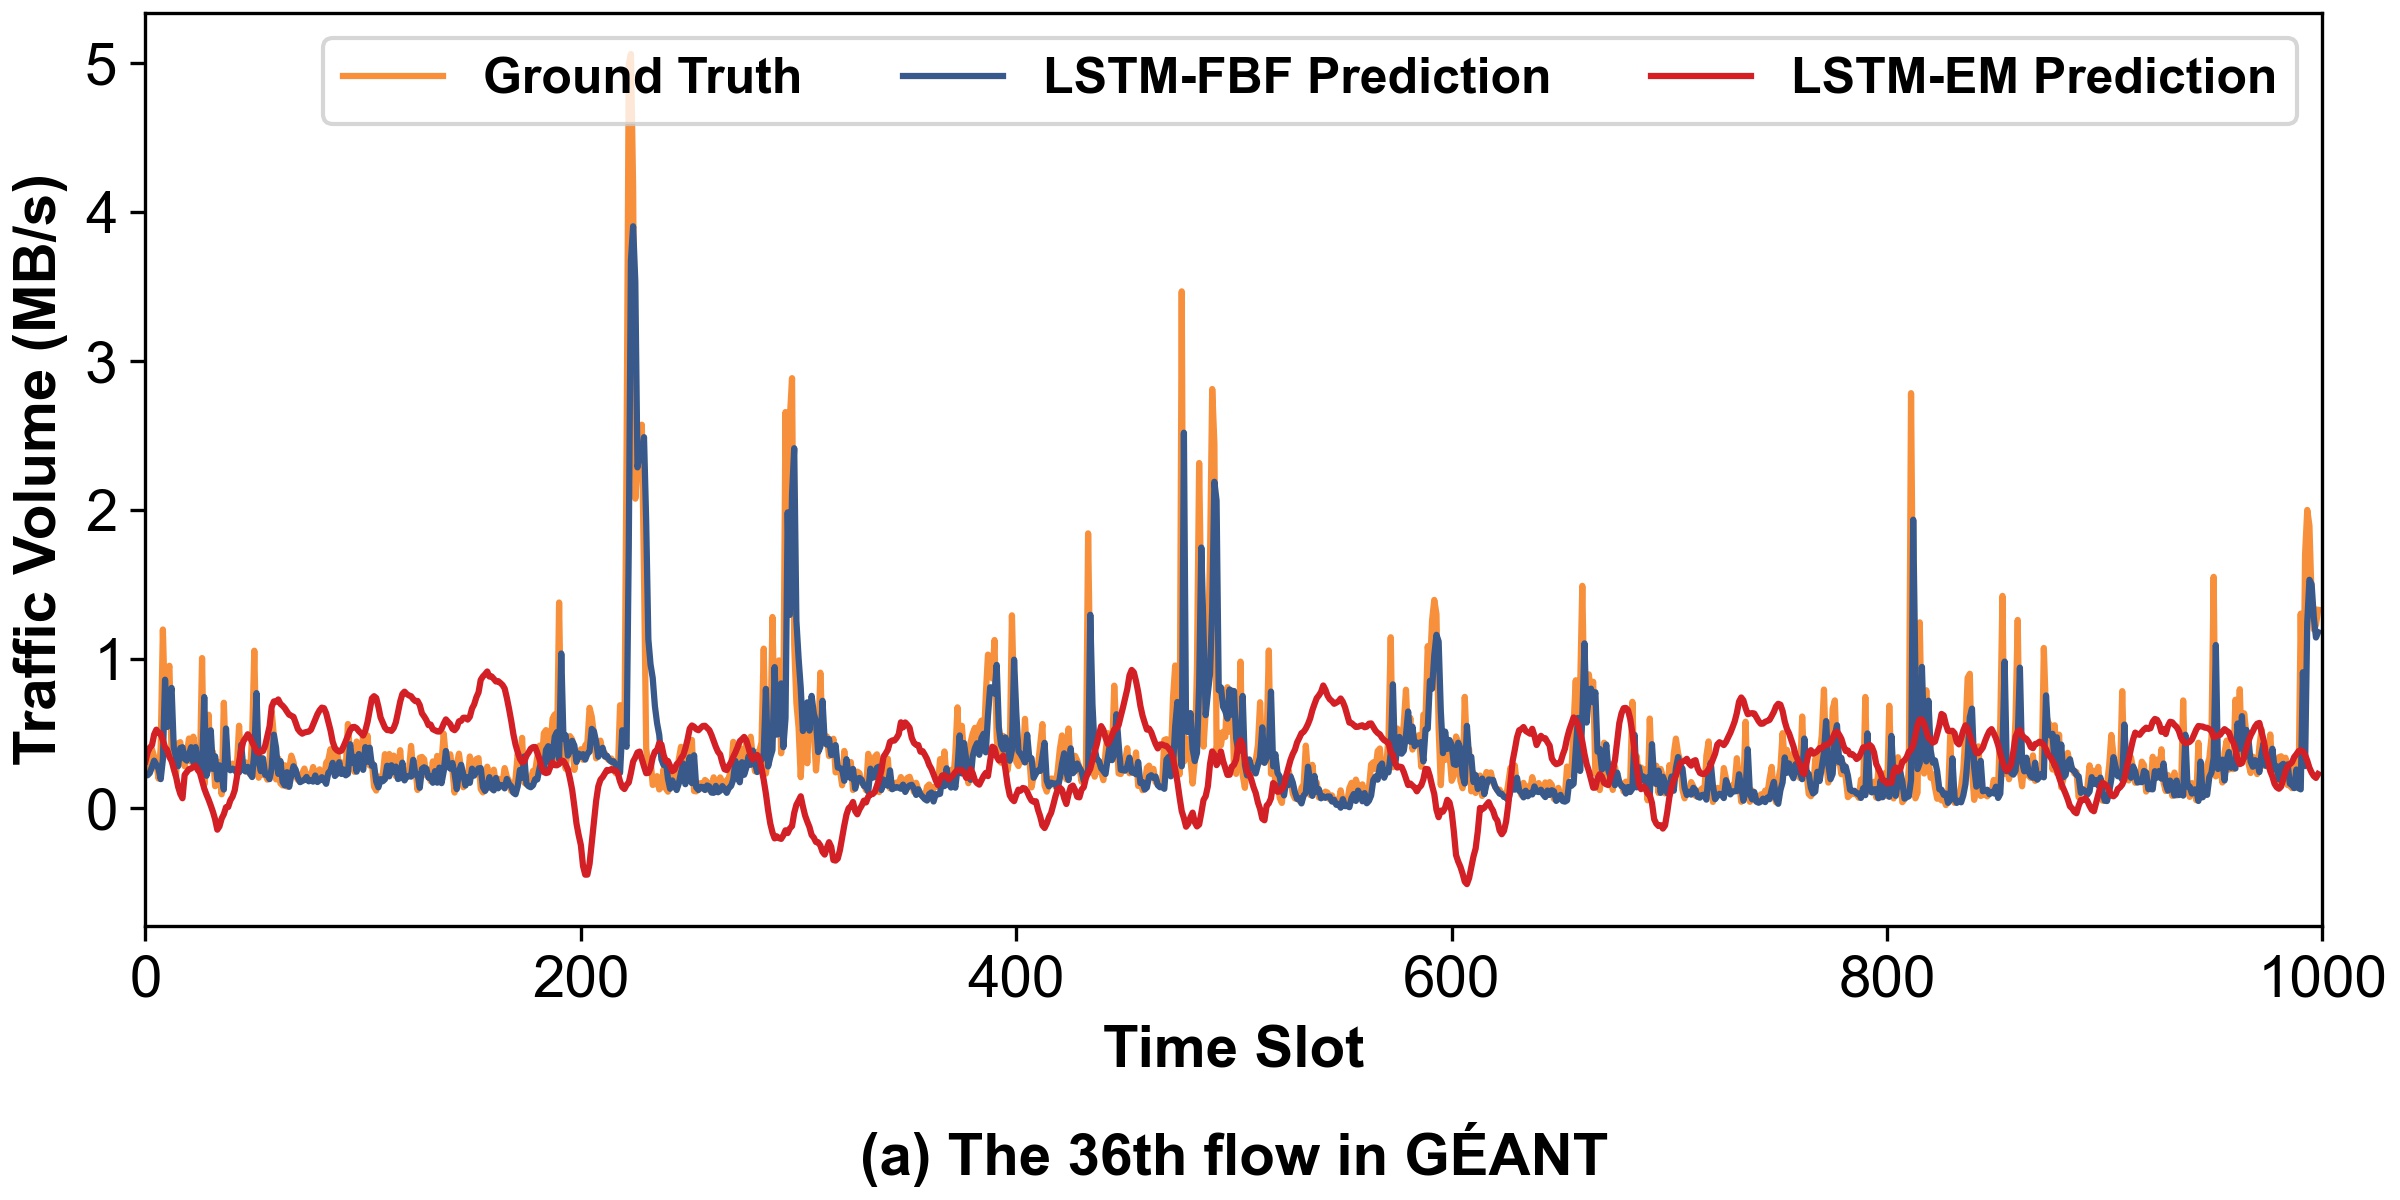 Ground Truth LSTM-FBF Prediction LSTM-EM Prediction
Traffic Volume (MB/s)
5
4
3
2
1
0
0 200 400 600 800 1000
Time Slot
(a) The 36th flow in GÉANT